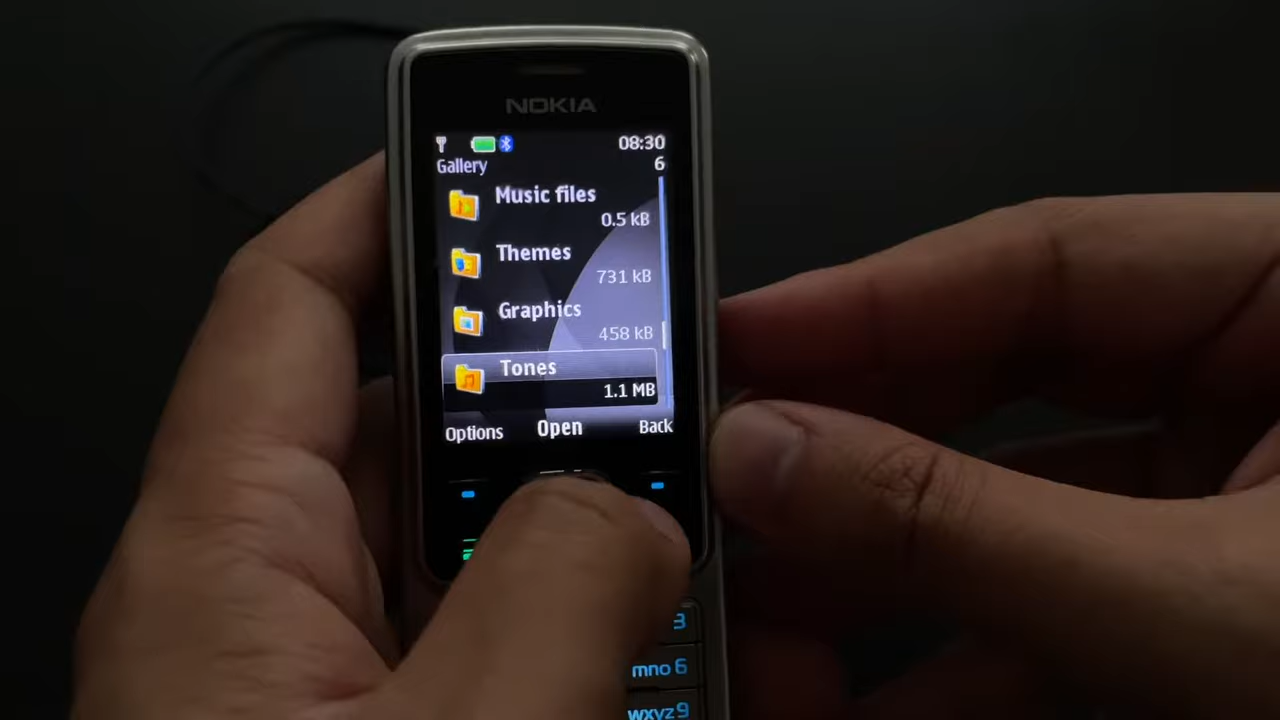 NOKIA
08:30
Gallery 6
Music files
0.5 kB
Themes
731 kB
Graphics
458 kB
Tones
1.1 MB
Options Open Back
3
mno 6
wxyz 9